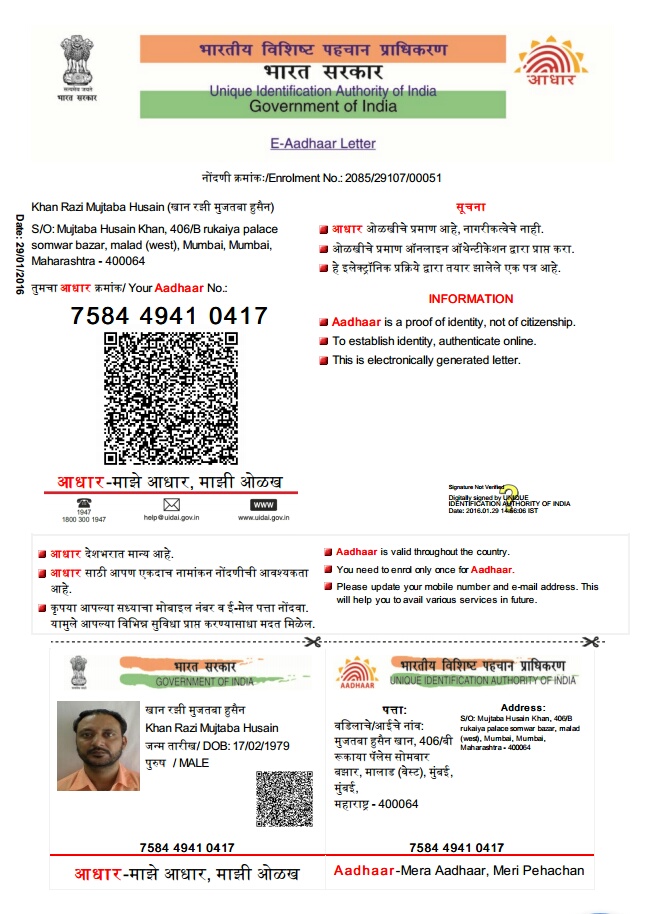 भारतीय विशिष्ट पहचान प्राधिकरण
भारत सरकार
Unique Identification Authority of India
Government of India
सत्यमेव जयते
भारत सरकार
आधार
E-Aadhaar Letter
नोंदणी क्रमांकः/Enrolment No.: 2085/29107/00051
Date: 29/01/2016
Khan Razi Mujtaba Husain (खान रज़ी मुजतबा हुसैन)
S/O: Mujtaba Husain Khan, 406/B rukaiya palace
somwar bazar, malad (west), Mumbai, Mumbai,
Maharashtra - 400064
तुमचा आधार क्रमांक/ Your Aadhaar No.:
7584 4941 0417
आधार-माझे आधार, माझी ओळख
1947
1800 300 1947
help@uidai.gov.in
www
www.uidai.gov.in
सूचना
आधार ओळखीचे प्रमाण आहे, नागरीकत्वेचे नाही.
ओळखीचे प्रमाण ऑनलाइन ऑथेन्टीकेशन द्वारा प्राप्त करा.
हे इलेक्ट्रॉनिक प्रक्रिये द्वारा तयार झालेले एक पत्र आहे.
INFORMATION
Aadhaar is a proof of identity, not of citizenship.
To establish identity, authenticate online.
This is electronically generated letter.
Signature Not Verified
Digitally signed by UNIQUE
IDENTIFICATION AUTHORITY OF INDIA
Date: 2016.01.29 14:56:06 IST
आधार देशभरात मान्य आहे.
आधार साठी आपण एकदाच नामांकन नोंदणीची आवश्यकता
आहे.
कृपया आपल्या सध्याचा मोबाइल नंबर व ई-मेल पत्ता नोंदवा.
यामुले आपल्याला विभिन्न सुविधा प्राप्त करण्यासाधा मदत मिळेल.
Aadhaar is valid throughout the country.
You need to enrol only once for Aadhaar.
Please update your mobile number and e-mail address. This
will help you to avail various services in future.
भारत सरकार
GOVERNMENT OF INDIA
खान रज़ी मुजतबा हुसैन
Khan Razi Mujtaba Husain
जन्म तारीख/ DOB: 17/02/1979
पुरुष / MALE
7584 4941 0417
आधार-माझे आधार, माझी ओळख
AADHAAR
भारतीय विशिष्ट पहचान प्राधिकरण
UNIQUE IDENTIFICATION AUTHORITY OF INDIA
पत्ता:
वडिलाचे/आईचे नांव:
मुजतबा हुसैन खान, 406/बी
रूकाया पॅलेस सोमवार
बझार, मालाड (वेस्ट), मुंबई,
मुंबई,
महाराष्ट्र - 400064
Address:
S/O: Mujtaba Husain Khan, 406/B
rukaiya palace somwar bazar, malad
(west), Mumbai, Mumbai,
Maharashtra - 400064
7584 4941 0417
Aadhaar-Mera Aadhaar, Meri Pehachan